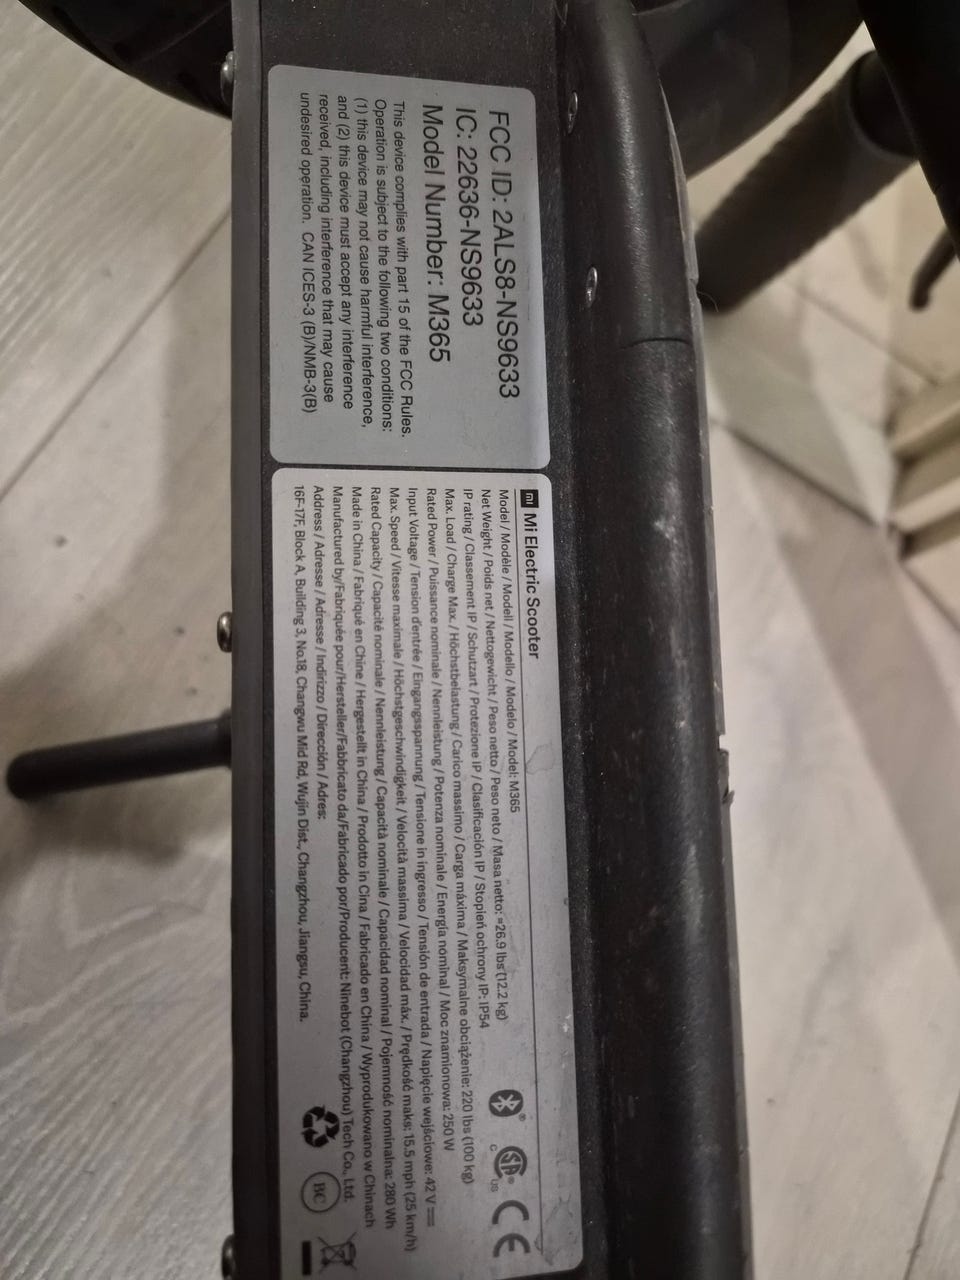 FCC ID: 2ALS8-NS9633
IC: 22636-NS9633
Model Number: M365
This device complies with part 15 of the FCC Rules.
Operation is subject to the following two conditions:
(1) this device may not cause harmful interference,
and (2) this device must accept any interference
received, including interference that may cause
undesired operation. CAN ICES-3 (B)/NMB-3(B)
mi Mi Electric Scooter
Model / Modèle / Modell / Modello / Modelo / Model: M365
Net Weight / Poids net / Nettogewicht / Peso netto / Peso neto / Masa netto: ≈26.9 lbs (12.2 kg)
IP rating / Classement IP / Schutzart / Protezione IP / Clasificación IP / Stopień ochrony IP: IP54
Max. Load / Charge Max. / Höchstbelastung / Carico massimo / Carga máxima / Maksymalne obciążenie: 220 lbs (100 kg)
Rated Power / Puissance nominale / Nennleistung / Potenza nominale / Energía nominal / Moc znamionowa: 250 W
Input Voltage / Tension d'entrée / Eingangsspannung / Tensione in ingresso / Tensión de entrada / Napięcie wejściowe: 42 V
Max. Speed / Vitesse maximale / Höchstgeschwindigkeit / Velocità massima / Velocidad máx. / Prędkość maks: 15.5 mph (25 km/h)
Rated Capacity / Capacité nominale / Nennleistung / Capacità nominale / Capacidad nominal / Pojemność nominalna: 280 Wh
Made in China / Fabriqué en Chine / Hergestellt in China / Prodotto in Cina / Fabricado en China / Wyprodukowano w Chinach
Manufactured by/Fabriquée pour/Hersteller/Fabbricato da/Fabricado por/Producent: Ninebot (Changzhou) Tech Co., Ltd.
Address / Adresse / Adresse / Indirizzo / Dirección / Adres:
16F-17F, Block A, Building 3, No.18, Changwu Mid Rd, Wujin Dist., Changzhou, Jiangsu, China.
C SA® US CE
BC